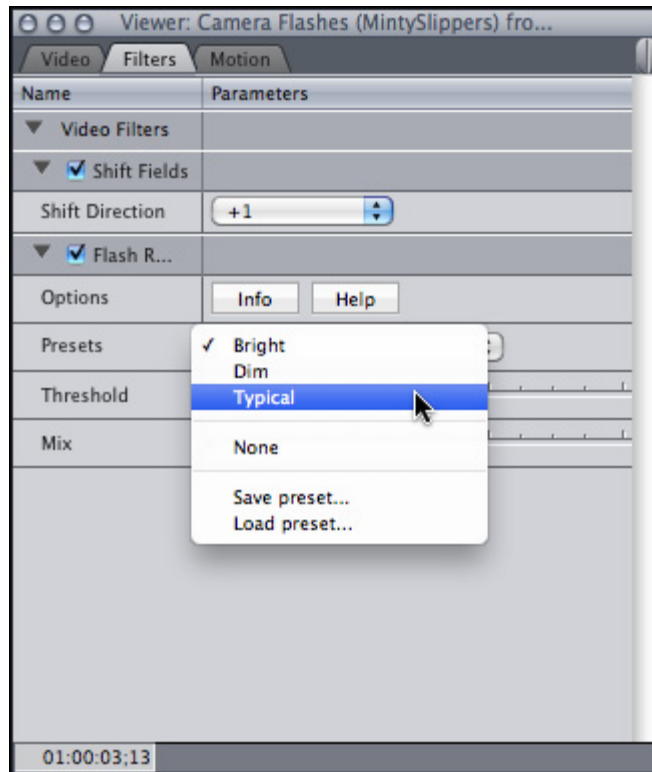 Viewer: Camera Flashes (MintySlippers) fro...
Video Filters Motion
Name Parameters
Video Filters
Shift Fields
Shift Direction +1
Flash R...
Options Info Help
Presets ✓ Bright
Dim
Typical
Threshold
None
Mix
Save preset...
Load preset...
01:00:03;13